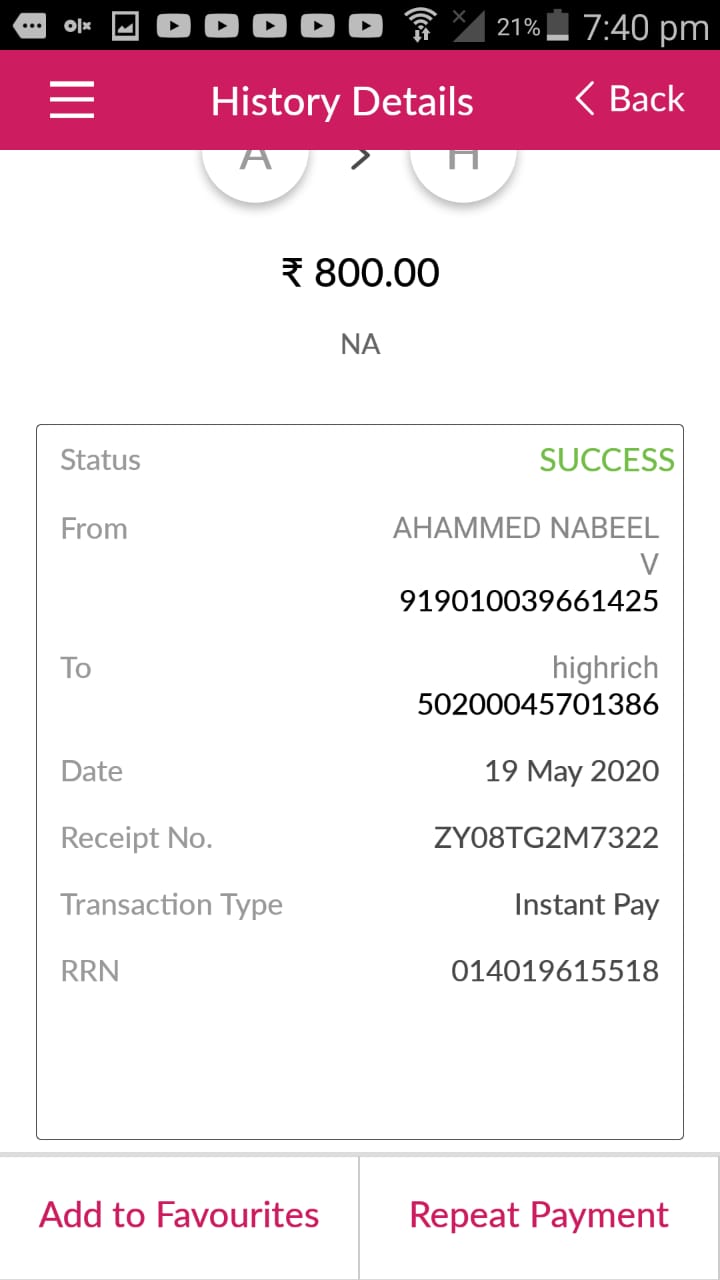 olx 21% 7:40 pm
History Details Back
A > H
₹ 800.00
NA
Status SUCCESS
From AHAMMED NABEEL
V
919010039661425
To highrich
50200045701386
Date 19 May 2020
Receipt No. ZY08TG2M7322
Transaction Type Instant Pay
RRN 014019615518
Add to Favourites Repeat Payment